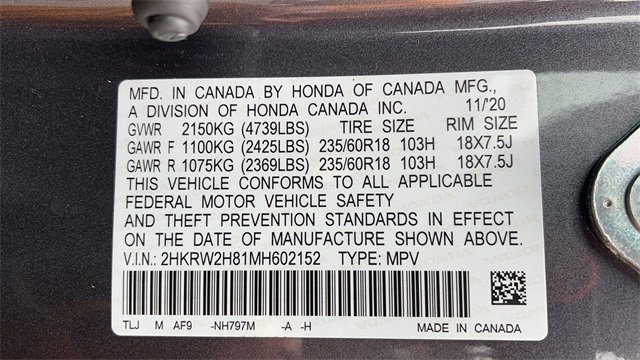 MFD. IN CANADA BY HONDA OF CANADA MFG.,
A DIVISION OF HONDA CANADA INC. 11/'20
GVWR 2150KG (4739LBS) TIRE SIZE RIM SIZE
GAWR F 1100KG (2425LBS) 235/60R18 103H 18X7.5J
GAWR R 1075KG (2369LBS) 235/60R18 103H 18X7.5J
THIS VEHICLE CONFORMS TO ALL APPLICABLE
FEDERAL MOTOR VEHICLE SAFETY
AND THEFT PREVENTION STANDARDS IN EFFECT
ON THE DATE OF MANUFACTURE SHOWN ABOVE.
V.I.N.: 2HKRW2H81MH602152 TYPE: MPV
TLJ M AF9 -NH797M -A -H MADE IN CANADA